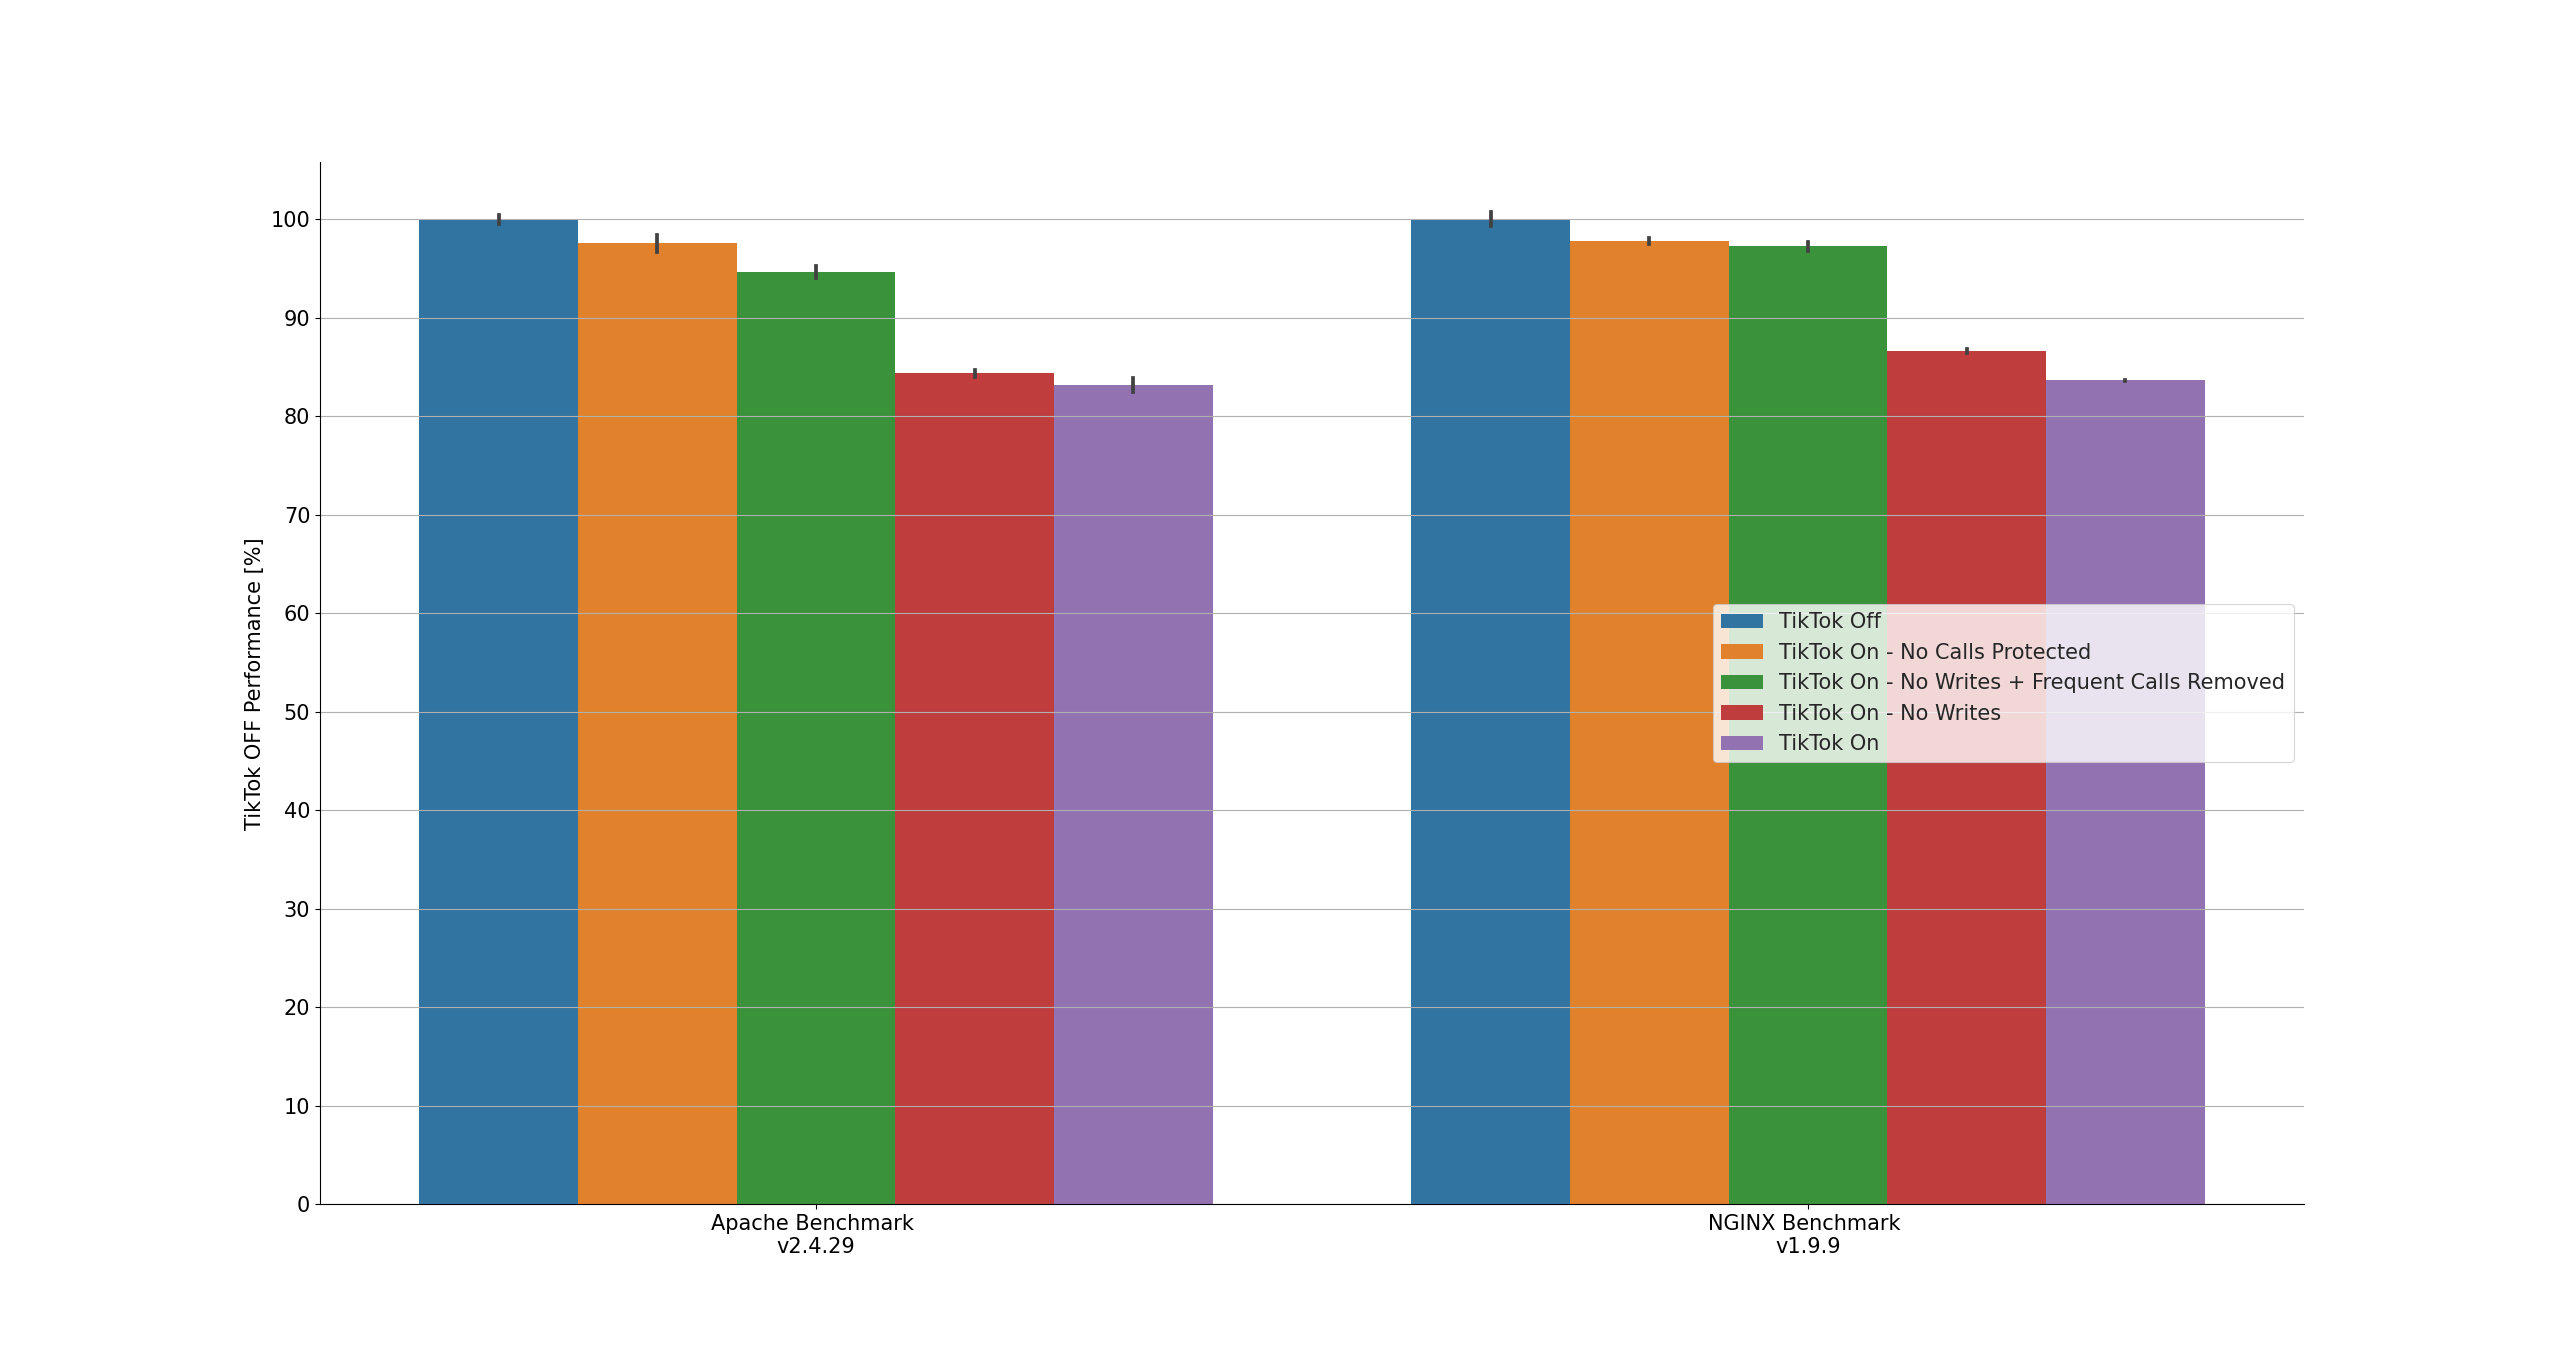 TikTok OFF Performance [%]
100
90
80
70
60
50
40
30
20
10
0
TikTok Off
TikTok On - No Calls Protected
TikTok On - No Writes + Frequent Calls Removed
TikTok On - No Writes
TikTok On
Apache Benchmark
v2.4.29
NGINX Benchmark
v1.9.9